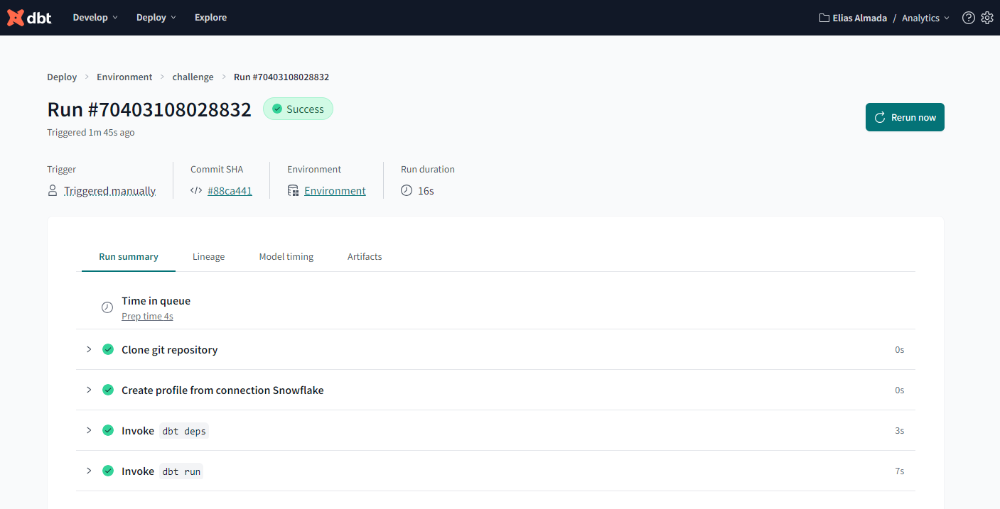 dbt Develop Deploy Explore Elias Almada / Analytics
Deploy > Environment > challenge > Run #70403108028832
Run #70403108028832 Success
Rerun now
Triggered 1m 45s ago
Trigger Commit SHA Environment Run duration
Triggered manually </> #88ca441 Environment 16s
Run summary Lineage Model timing Artifacts
Time in queue
Prep time 4s
Clone git repository 0s
Create profile from connection Snowflake 0s
Invoke dbt deps 3s
Invoke dbt run 7s